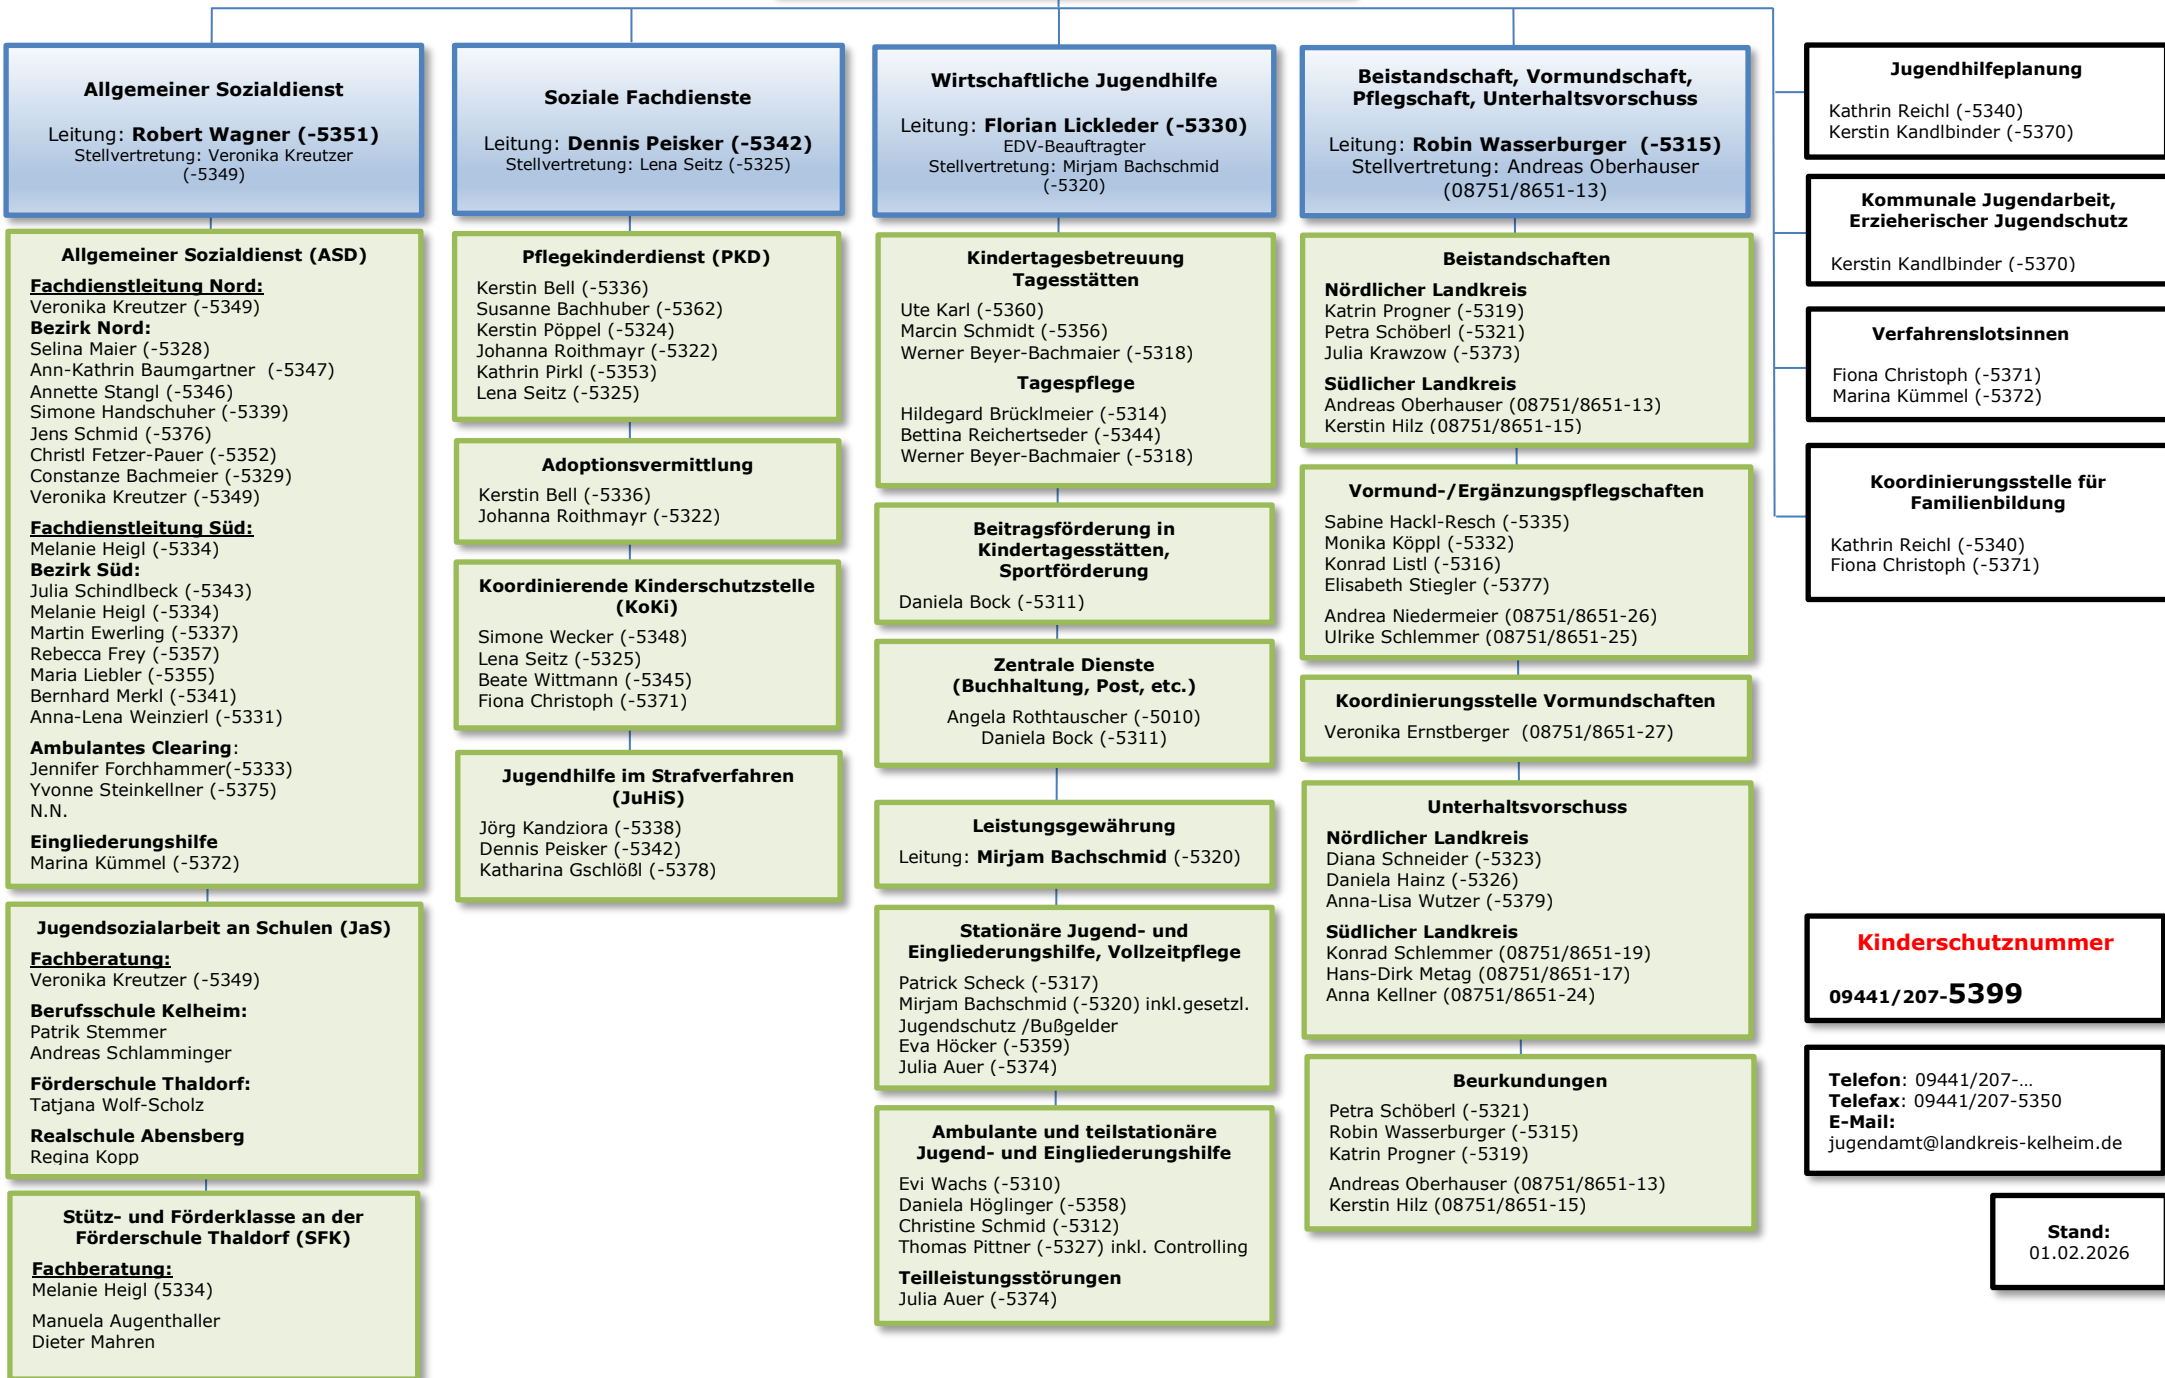 Allgemeiner Sozialdienst
Leitung: Robert Wagner (-5351)
Stellvertretung: Veronika Kreutzer
(-5349)
Allgemeiner Sozialdienst (ASD)
Fachdienstleitung Nord:
Veronika Kreutzer (-5349)
Bezirk Nord:
Selina Maier (-5328)
Ann-Kathrin Baumgartner (-5347)
Annette Stangl (-5346)
Simone Handschuher (-5339)
Jens Schmid (-5376)
Christl Fetzer-Pauer (-5352)
Constanze Bachmeier (-5329)
Veronika Kreutzer (-5349)
Fachdienstleitung Süd:
Melanie Heigl (-5334)
Bezirk Süd:
Julia Schindlbeck (-5343)
Melanie Heigl (-5334)
Martin Ewerling (-5337)
Rebecca Frey (-5357)
Maria Liebler (-5355)
Bernhard Merkl (-5341)
Anna-Lena Weinzierl (-5331)
Ambulantes Clearing:
Jennifer Forchhammer(-5333)
Yvonne Steinkellner (-5375)
N.N.
Eingliederungshilfe
Marina Kümmel (-5372)
Jugendsozialarbeit an Schulen (JaS)
Fachberatung:
Veronika Kreutzer (-5349)
Berufsschule Kelheim:
Patrik Stemmer
Andreas Schlamminger
Förderschule Thaldorf:
Tatjana Wolf-Scholz
Realschule Abensberg
Regina Kopp
Stütz- und Förderklasse an der
Förderschule Thaldorf (SFK)
Fachberatung:
Melanie Heigl (5334)
Manuela Augenthaller
Dieter Mahren
Soziale Fachdienste
Leitung: Dennis Peisker (-5342)
Stellvertretung: Lena Seitz (-5325)
Pflegekinderdienst (PKD)
Kerstin Bell (-5336)
Susanne Bachhuber (-5362)
Kerstin Pöppel (-5324)
Johanna Roithmayr (-5322)
Kathrin Pirkl (-5353)
Lena Seitz (-5325)
Adoptionsvermittlung
Kerstin Bell (-5336)
Johanna Roithmayr (-5322)
Koordinierende Kinderschutzstelle
(KoKi)
Simone Wecker (-5348)
Lena Seitz (-5325)
Beate Wittmann (-5345)
Fiona Christoph (-5371)
Jugendhilfe im Strafverfahren
(JuHiS)
Jörg Kandziora (-5338)
Dennis Peisker (-5342)
Katharina Gschlößl (-5378)
Wirtschaftliche Jugendhilfe
Leitung: Florian Lickleder (-5330)
EDV-Beauftragter
Stellvertretung: Mirjam Bachschmid
(-5320)
Kindertagesbetreuung
Tagesstätten
Ute Karl (-5360)
Marcin Schmidt (-5356)
Werner Beyer-Bachmaier (-5318)
Tagespflege
Hildegard Brücklmeier (-5314)
Bettina Reichertseder (-5344)
Werner Beyer-Bachmaier (-5318)
Beitragsförderung in
Kindertagesstätten,
Sportförderung
Daniela Bock (-5311)
Zentrale Dienste
(Buchhaltung, Post, etc.)
Angela Rothtauscher (-5010)
Daniela Bock (-5311)
Leistungsgewährung
Leitung: Mirjam Bachschmid (-5320)
Stationäre Jugend- und
Eingliederungshilfe, Vollzeitpflege
Patrick Scheck (-5317)
Mirjam Bachschmid (-5320) inkl.gesetzl.
Jugendschutz /Bußgelder
Eva Höcker (-5359)
Julia Auer (-5374)
Ambulante und teilstationäre
Jugend- und Eingliederungshilfe
Evi Wachs (-5310)
Daniela Höglinger (-5358)
Christine Schmid (-5312)
Thomas Pittner (-5327) inkl. Controlling
Teilleistungsstörungen
Julia Auer (-5374)
Beistandschaft, Vormundschaft,
Pflegschaft, Unterhaltsvorschuss
Leitung: Robin Wasserburger (-5315)
Stellvertretung: Andreas Oberhauser
(08751/8651-13)
Beistandschaften
Nördlicher Landkreis
Katrin Progner (-5319)
Petra Schöberl (-5321)
Julia Krawzow (-5373)
Südlicher Landkreis
Andreas Oberhauser (08751/8651-13)
Kerstin Hilz (08751/8651-15)
Vormund-/Ergänzungspflegschaften
Sabine Hackl-Resch (-5335)
Monika Köppl (-5332)
Konrad Listl (-5316)
Elisabeth Stiegler (-5377)
Andrea Niedermeier (08751/8651-26)
Ulrike Schlemmer (08751/8651-25)
Koordinierungsstelle Vormundschaften
Veronika Ernstberger (08751/8651-27)
Unterhaltsvorschuss
Nördlicher Landkreis
Diana Schneider (-5323)
Daniela Hainz (-5326)
Anna-Lisa Wutzer (-5379)
Südlicher Landkreis
Konrad Schlemmer (08751/8651-19)
Hans-Dirk Metag (08751/8651-17)
Anna Kellner (08751/8651-24)
Beurkundungen
Petra Schöberl (-5321)
Robin Wasserburger (-5315)
Katrin Progner (-5319)
Andreas Oberhauser (08751/8651-13)
Kerstin Hilz (08751/8651-15)
Jugendhilfeplanung
Kathrin Reichl (-5340)
Kerstin Kandlbinder (-5370)
Kommunale Jugendarbeit,
Erzieherischer Jugendschutz
Kerstin Kandlbinder (-5370)
Verfahrenslotsinnen
Fiona Christoph (-5371)
Marina Kümmel (-5372)
Koordinierungsstelle für
Familienbildung
Kathrin Reichl (-5340)
Fiona Christoph (-5371)
Kinderschutznummer
09441/207-5399
Telefon: 09441/207-…
Telefax: 09441/207-5350
E-Mail:
jugendamt@landkreis-kelheim.de
Stand:
01.02.2026